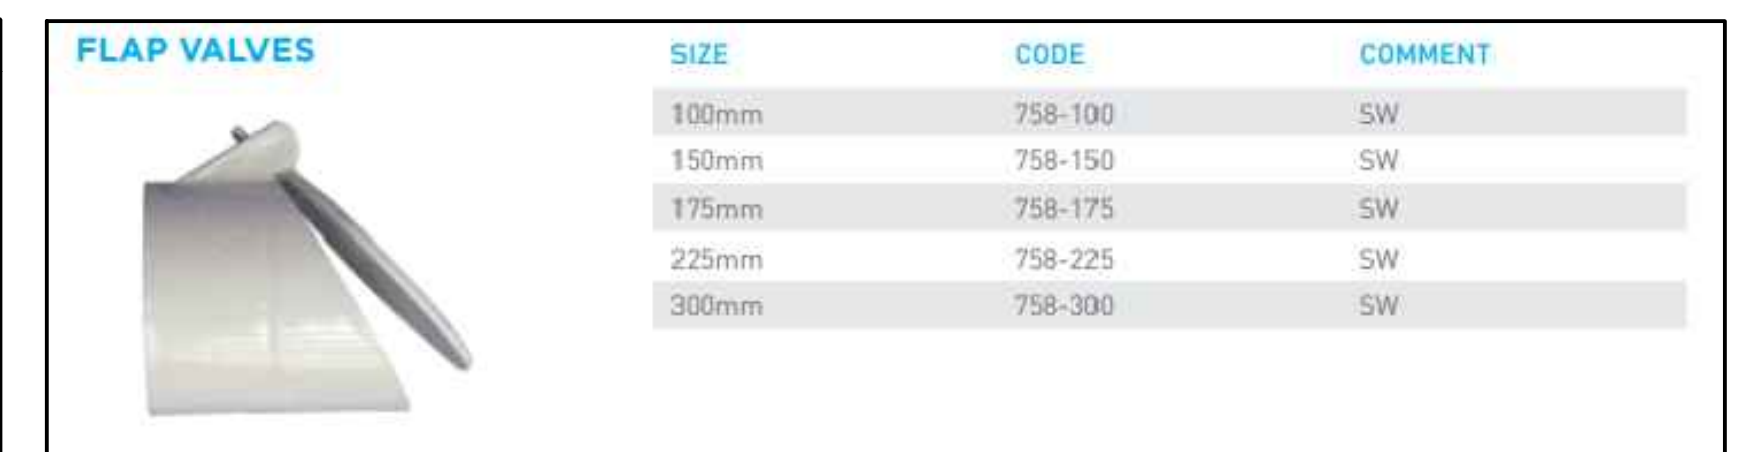 FLAP VALVES
SIZE CODE COMMENT
100mm 758-100 SW
150mm 758-150 SW
175mm 758-175 SW
225mm 758-225 SW
300mm 758-300 SW